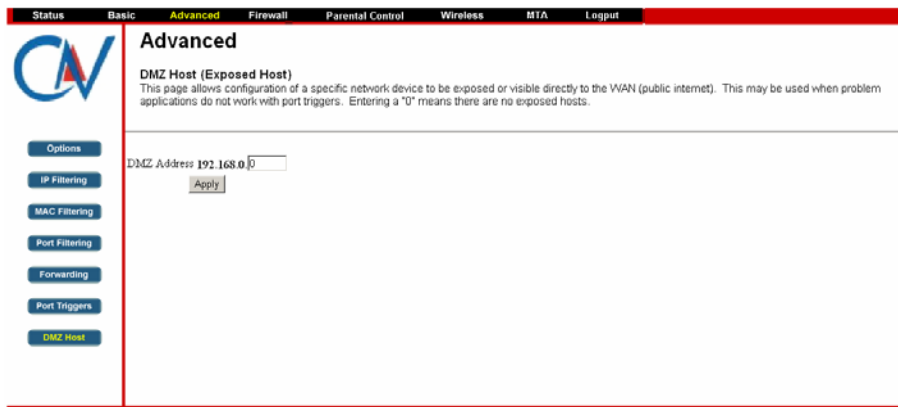 Status Basic Advanced Firewall Parental Control Wireless MTA Logput
Advanced
DMZ Host (Exposed Host)
This page allows configuration of a specific network device to be exposed or visible directly to the WAN (public internet). This may be used when problem
applications do not work with port triggers. Entering a "0" means there are no exposed hosts.
Options
IP Filtering
MAC Filtering
Port Filtering
Forwarding
Port Triggers
DMZ Host
DMZ Address 192.168.0.0
Apply